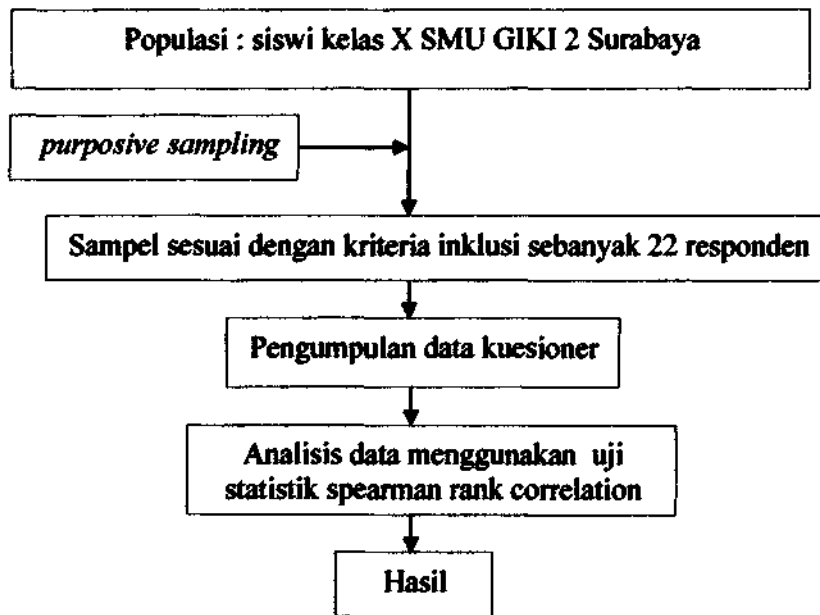 Populasi : siswi kelas X SMU GIKI 2 Surabaya
purposive sampling
Sampel sesuai dengan kriteria inklusi sebanyak 22 responden
Pengumpulan data kuesioner
Analisis data menggunakan uji
statistik spearman rank correlation
Hasil